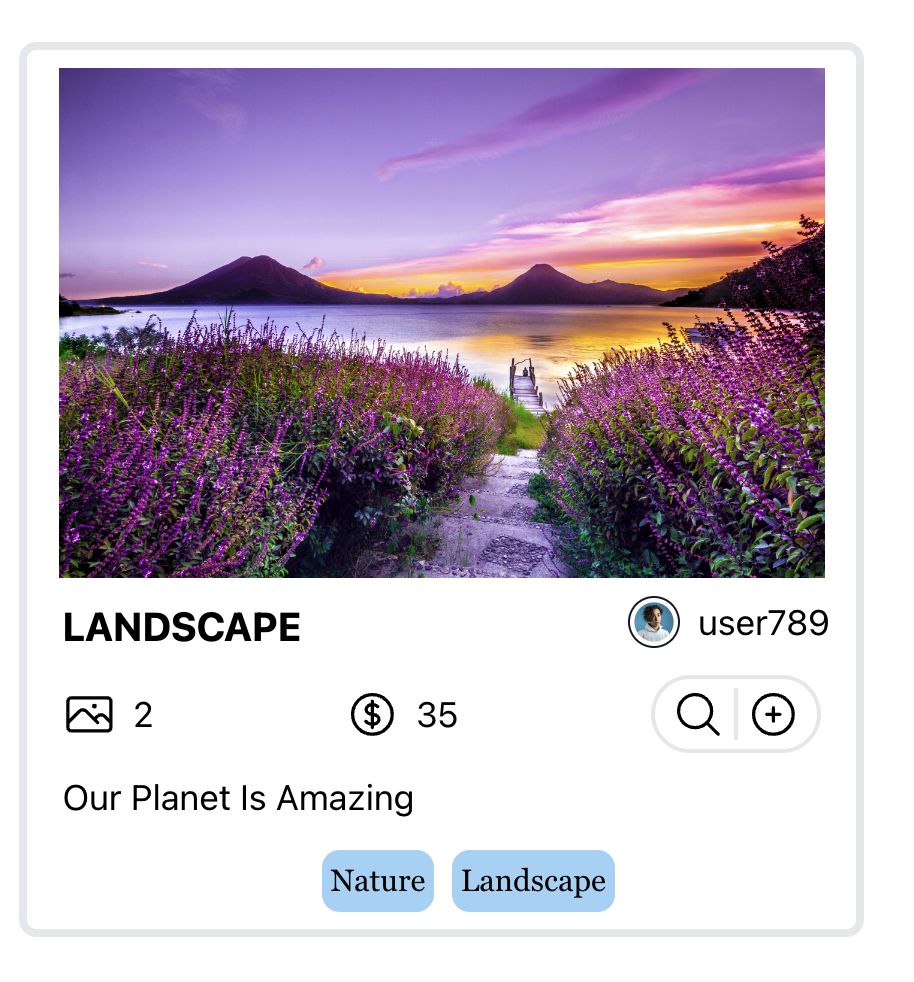 LANDSCAPE
user789
2
35
Our Planet Is Amazing
Nature
Landscape